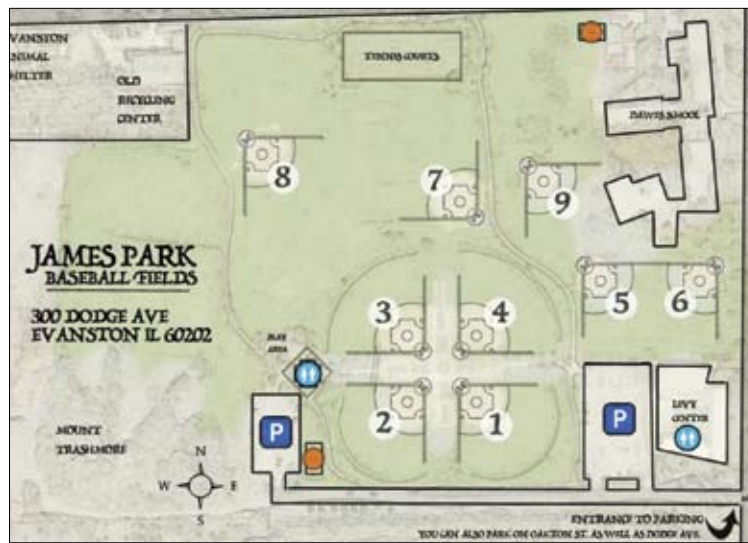 EVANSTON
ANIMAL
SHELTER
OLD
RECYCLING
CENTER
TENNIS COURTS
DAWES SCHOOL
8
7
9
JAMES PARK
BASEBALL FIELDS
300 DODGE AVE
EVANSTON IL 60202
5
6
3
4
PLAY
AREA
2
1
P
P
LEVY
CENTER
MOUNT
TRASHMORE
N
W E
S
ENTRANCE TO PARKING
YOU CAN ALSO PARK ON OAKTON ST. AS WELL AS DODGE AVE.